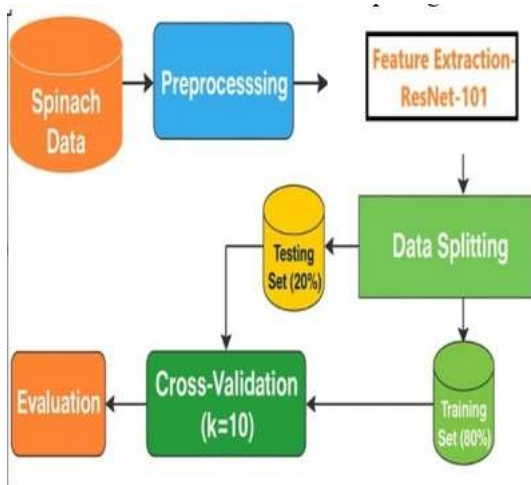 Spinach
Data
Preprocesssing
Feature Extraction-
ResNet-101
Testing
Set (20%)
Data Splitting
Evaluation
Cross-Validation
(k=10)
Training
Set (80%)